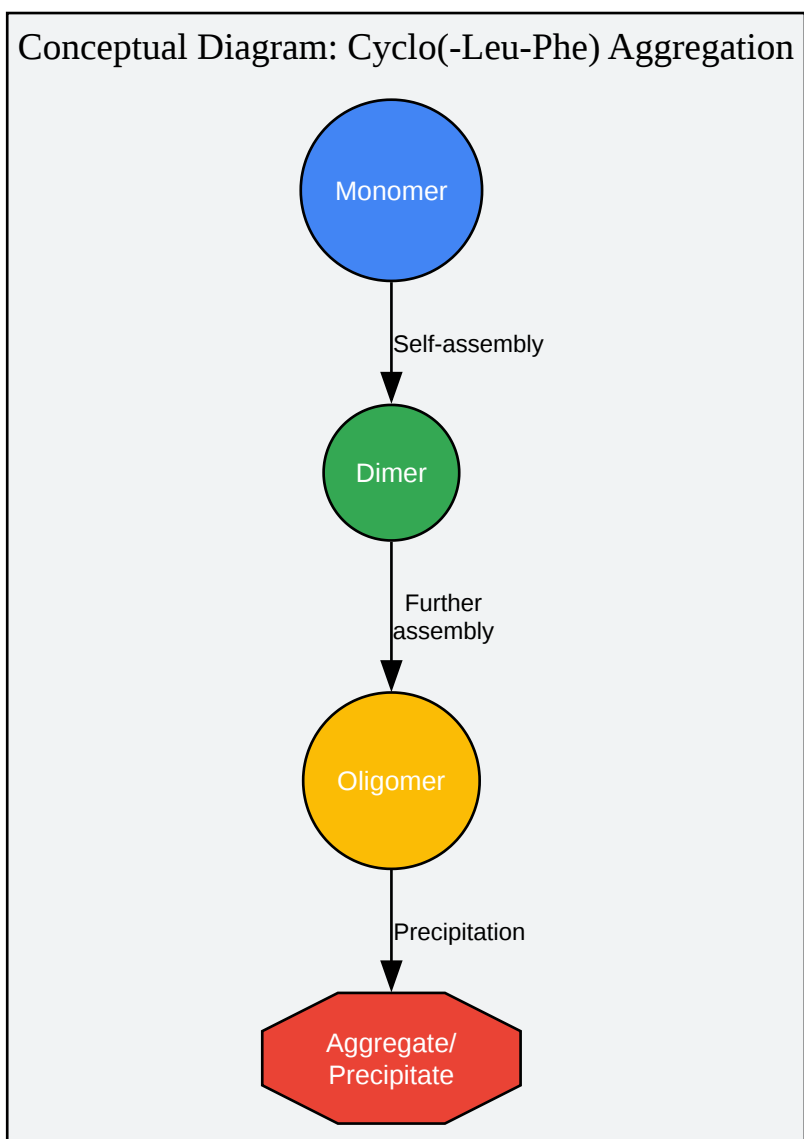 Conceptual Diagram: Cyclo(-Leu-Phe) Aggregation
Monomer
Self-assembly
Dimer
Further
assembly
Oligomer
Precipitation
Aggregate/
Precipitate